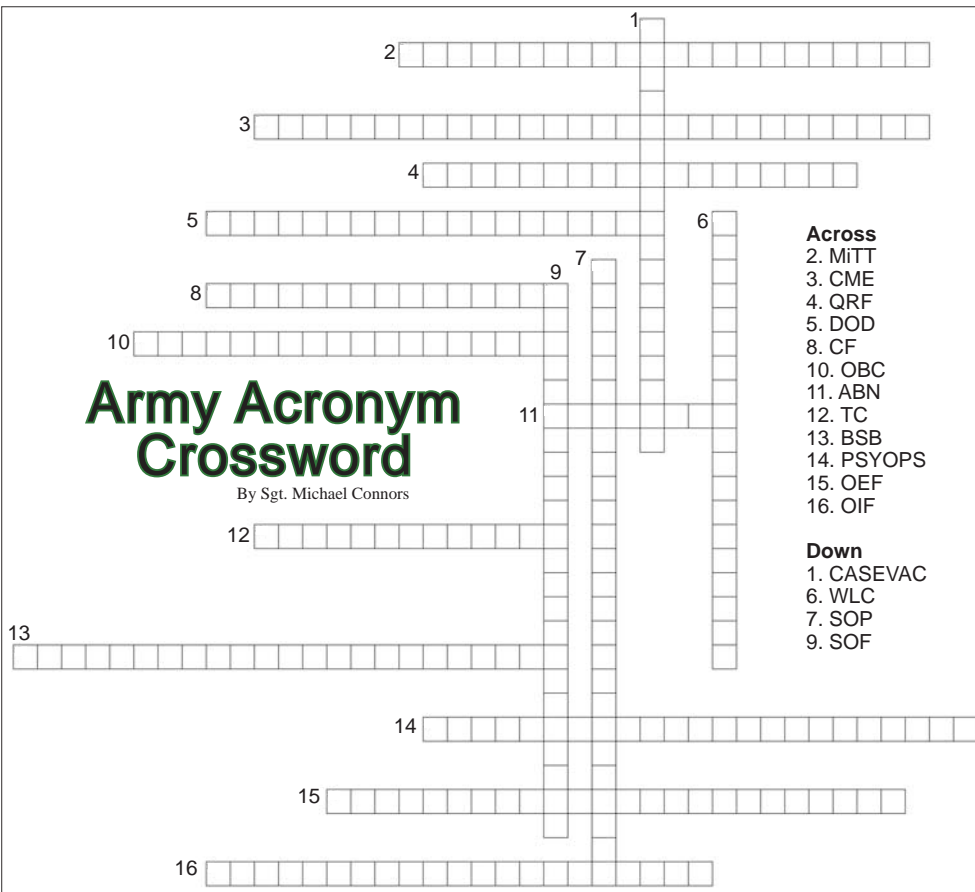 1
2
3
4
5
6
7
9
8
10
11
Army Acronym
Crossword
By Sgt. Michael Connors
12
13
14
15
16
Across
2. MiTT
3. CME
4. QRF
5. DOD
8. CF
10. OBC
11. ABN
12. TC
13. BSB
14. PSYOPS
15. OEF
16. OIF
Down
1. CASEVAC
6. WLC
7. SOP
9. SOF